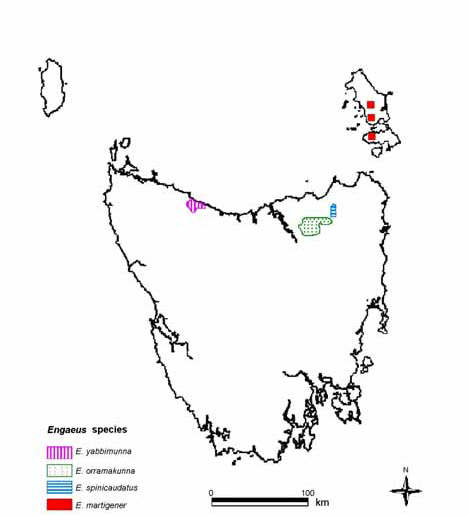 Engaeus species
E. yabbimunna
E. orramakunna
E. spinicaudatus
E. martigener
0 100
km
N